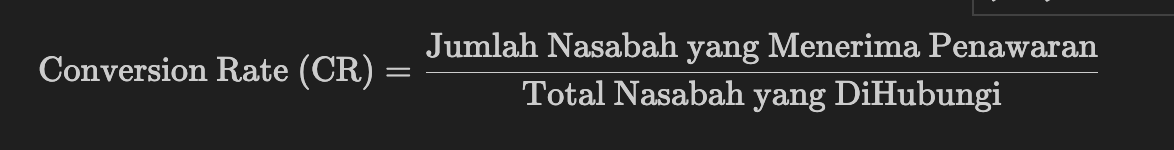 Conversion Rate (CR) = Jumlah Nasabah yang Menerima Penawaran
Total Nasabah yang DiHubungi